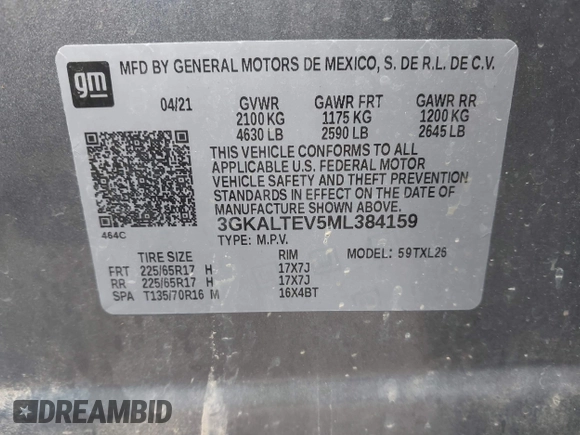 gm
MFD BY GENERAL MOTORS DE MEXICO, S. DE R.L. DE C.V.
04/21 GVWR GAWR FRT GAWR RR
2100 KG 1175 KG 1200 KG
4630 LB 2590 LB 2645 LB
THIS VEHICLE CONFORMS TO ALL
APPLICABLE U.S. FEDERAL MOTOR
VEHICLE SAFETY AND THEFT PREVENTION
STANDARDS IN EFFECT ON THE DATE OF
MANUFACTURE SHOWN ABOVE.
3GKALTEV5ML384159
464C
TYPE: M.P.V.
TIRE SIZE RIM MODEL: 59TXL26
FRT 225/65R17 H 17X7J
RR 225/65R17 H 17X7J
SPA T135/70R16 M 16X4BT
DREAMBID